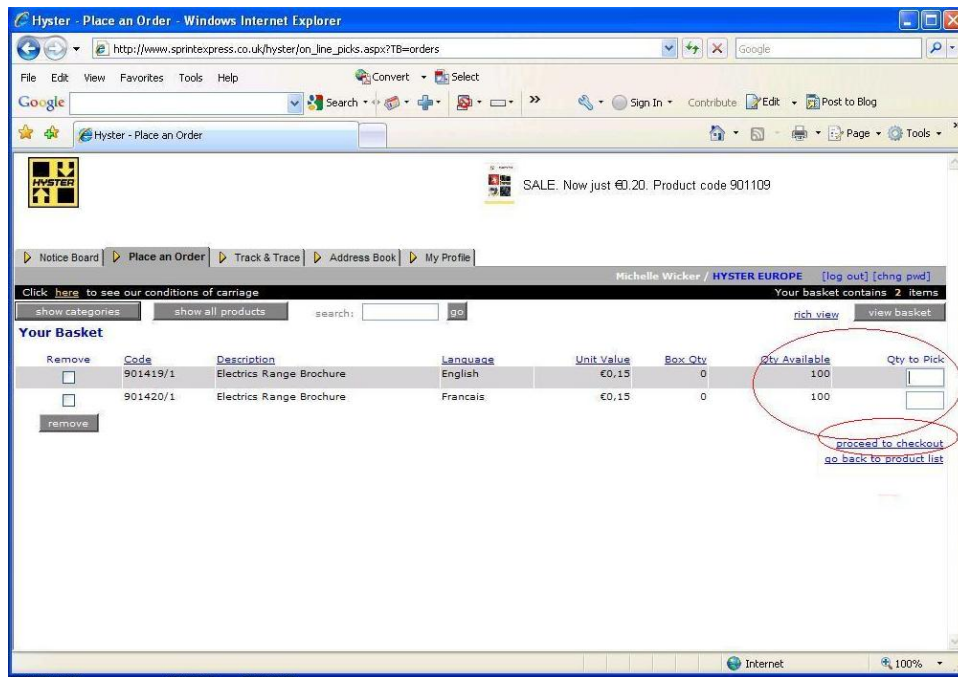 Hyster - Place an Order - Windows Internet Explorer
http://www.sprintexpress.co.uk/hyster/on_line_picks.aspx?TB=orders Google
File Edit View Favorites Tools Help Convert Select
Google Search » Sign In Contribute Edit Post to Blog
Hyster - Place an Order Page Tools »
HYSTER
SALE. Now just €0.20. Product code 901109
Notice Board Place an Order Track & Trace Address Book My Profile
Michelle Wicker / HYSTER EUROPE [log out] [chng pwd]
Click here to see our conditions of carriage Your basket contains 2 items
show categories show all products search: go rich view view basket
Your Basket
Remove Code Description Language Unit Value Box Qty Qty Available Qty to Pick
901419/1 Electrics Range Brochure English €0,15 0 100
901420/1 Electrics Range Brochure Francais €0,15 0 100
remove
proceed to checkout
go back to product list
Internet 100%